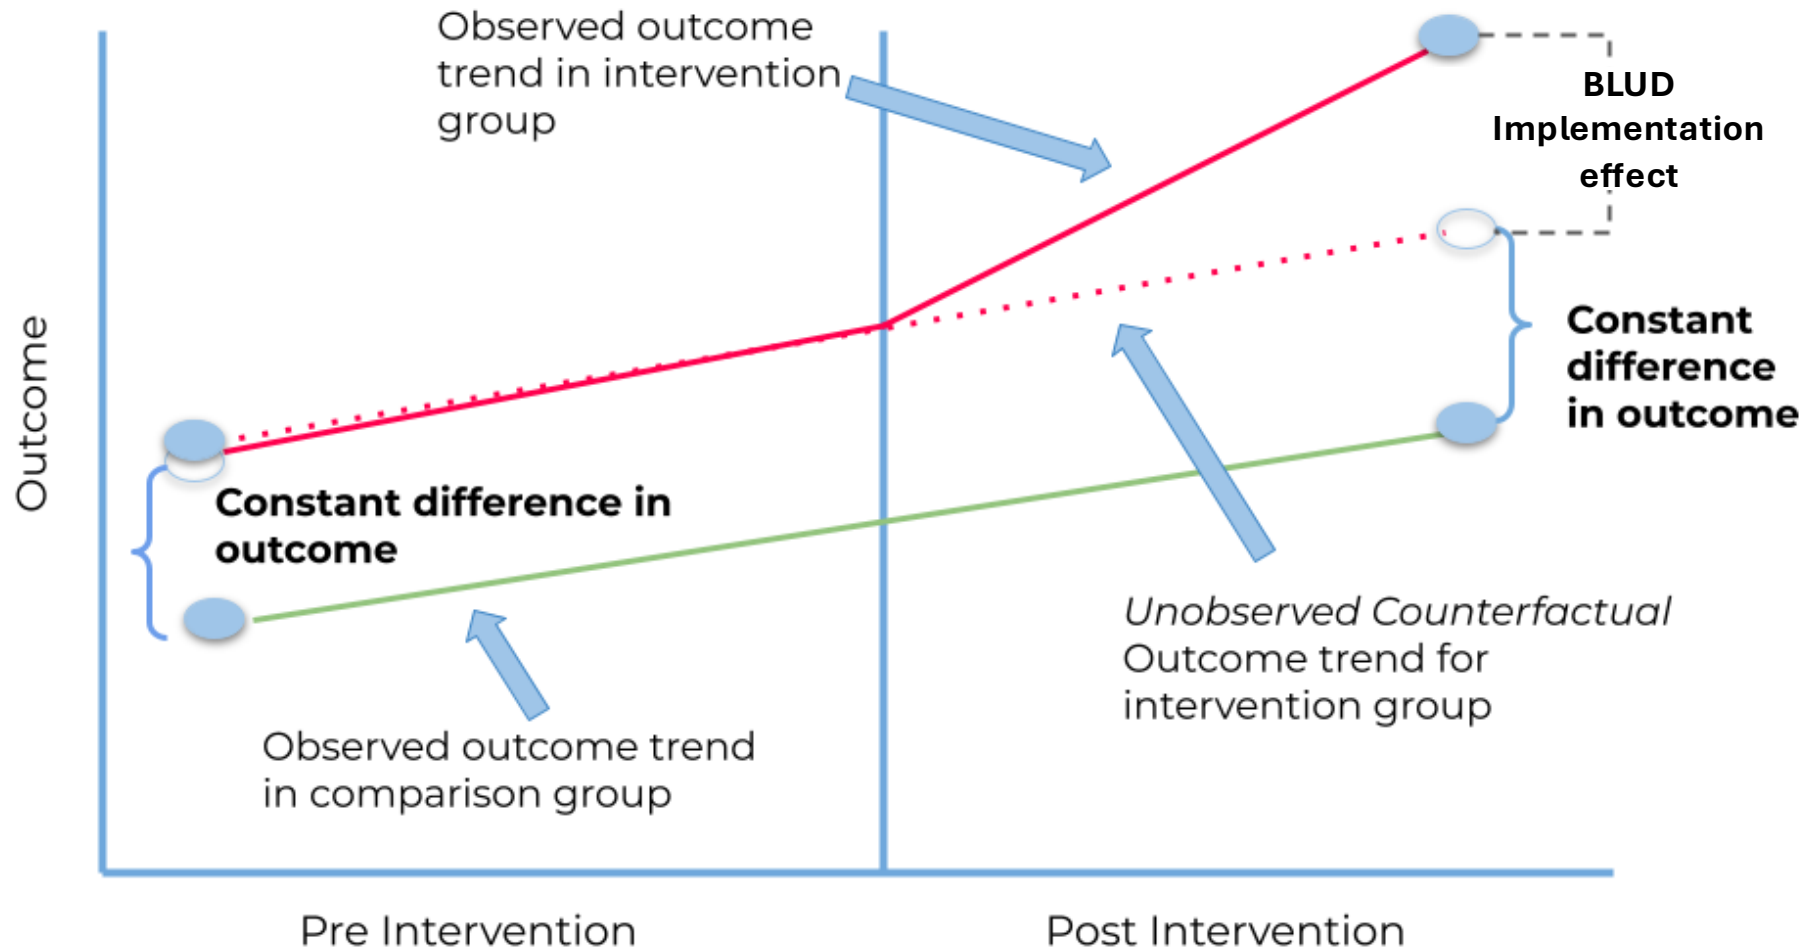 Observed outcome
trend in intervention
group
BLUD
Implementation
effect
Outcome
Constant
difference
in outcome
Constant difference in
outcome
Unobserved Counterfactual
Outcome trend for
intervention group
Observed outcome trend
in comparison group
Pre Intervention
Post Intervention